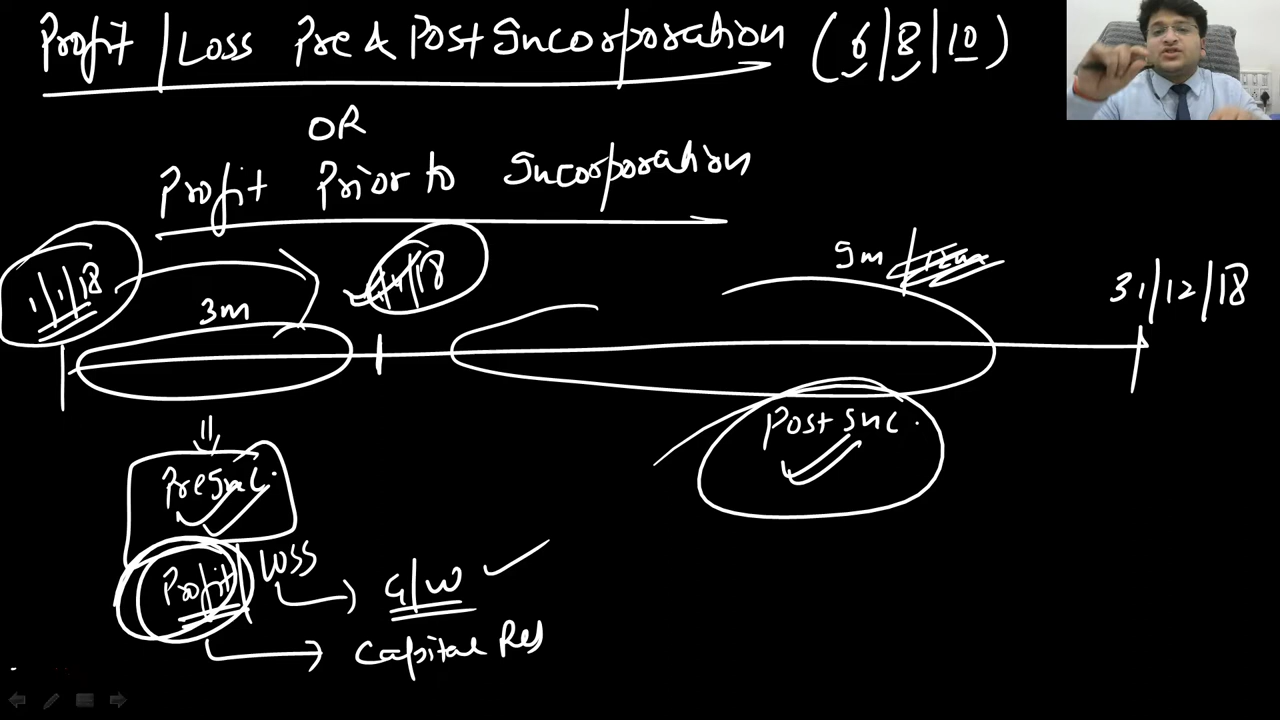 Profit / Loss Pre & Post Incorporation (6/8/10)
OR
Profit Prior to Incorporation
1/1/18
3m
1/4/18
9m
31/12/18
Pre Inc.
Post Inc.
Profit / Loss
G/W
Capital Res